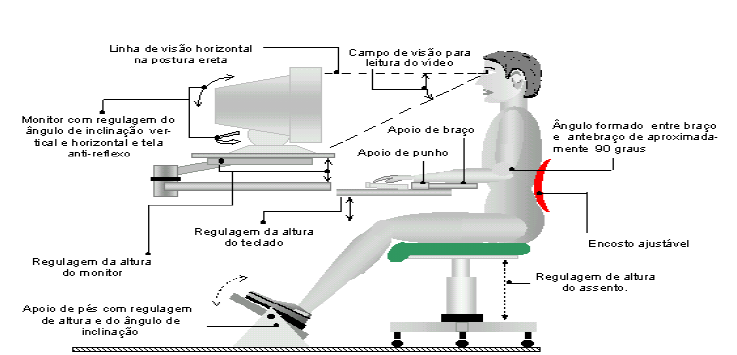 Linha de visão horizontal
na postura ereta
Campo de visão para
leitura do vídeo
Monitor com regulagem do
ângulo de inclinação ver-
tical e horizontal e tela
anti-reflexo
Apoio de braço
Apoio de punho
Ângulo formado entre braço
e antebraço de aproximada-
mente 90 graus
Regulagem da altura
do teclado
Encosto ajustável
Regulagem da altura
do monitor
Regulagem de altura
do assento.
Apoio de pés com regulagem
de altura e do ângulo de
inclinação